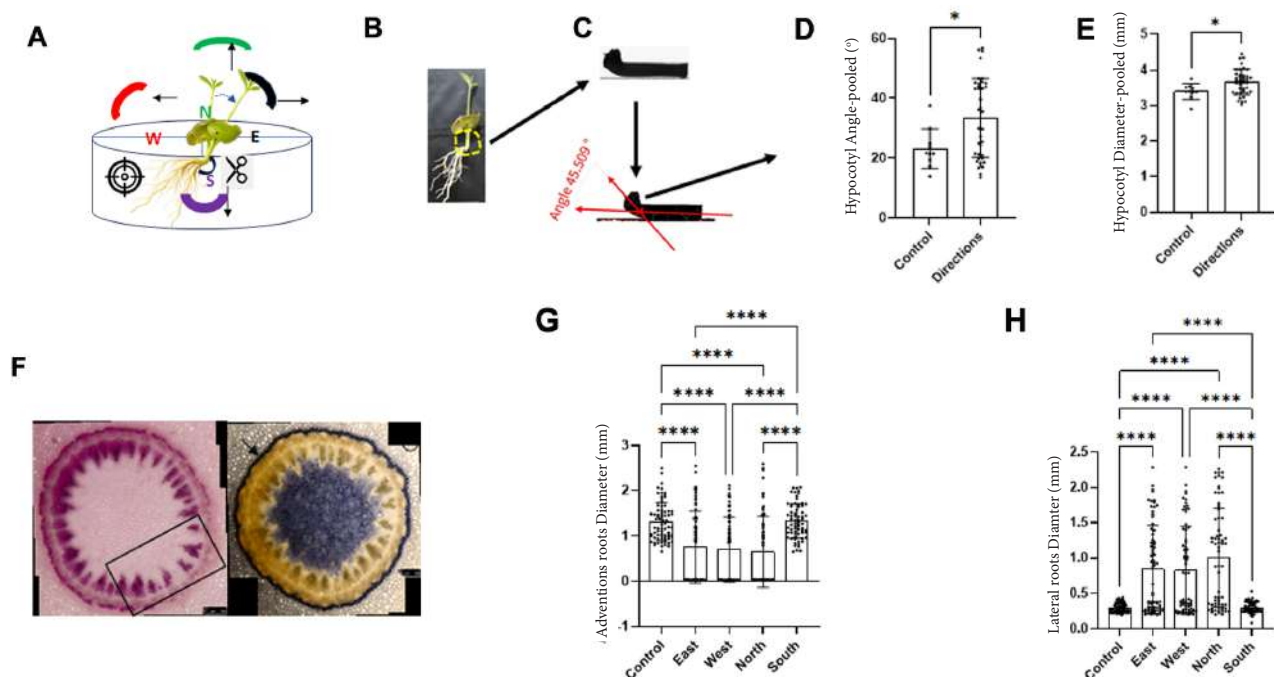 A
N
W
E
S
B
C
Angle 45.509 °
D
*
Hypocotyl Angle-pooled (°)
60
40
20
0
Control
Directions
E
*
Hypocotyl Diameter-pooled (mm)
5
4
3
2
1
0
Control
Directions
F
G
****
****
**** ****
**** ****
Adventions roots Diameter (mm)
3
2
1
0
-1
Control
East
West
North
South
H
****
****
**** ****
**** ****
Lateral roots Diamter (mm)
2.5
2.0
1.5
1.0
0.5
0.0
Control
East
West
North
South